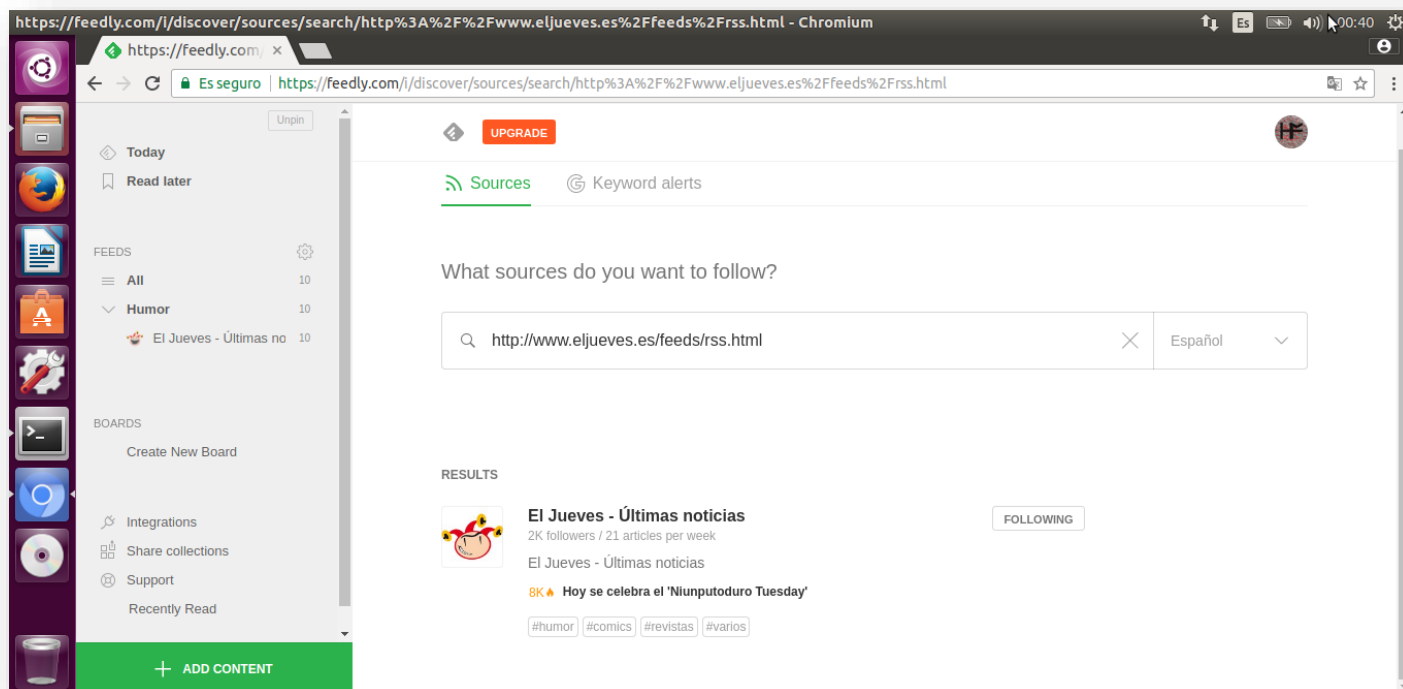 https://feedly.com/i/discover/sources/search/http%3A%2F%2Fwww.eljueves.es%2Ffeeds%2Frss.html - Chromium
Es
00:40
https://feedly.com/
Es seguro
https://feedly.com/i/discover/sources/search/http%3A%2F%2Fwww.eljueves.es%2Ffeeds%2Frss.html
Unpin
Today
Read later
FEEDS
All 10
Humor 10
El Jueves - Últimas no 10
BOARDS
Create New Board
Integrations
Share collections
Support
Recently Read
ADD CONTENT
UPGRADE
Sources
Keyword alerts
What sources do you want to follow?
http://www.eljueves.es/feeds/rss.html
Español
RESULTS
El Jueves - Últimas noticias
FOLLOWING
2K followers / 21 articles per week
El Jueves - Últimas noticias
8K Hoy se celebra el 'Niunputoduro Tuesday'
#humor #comics #revistas #varios